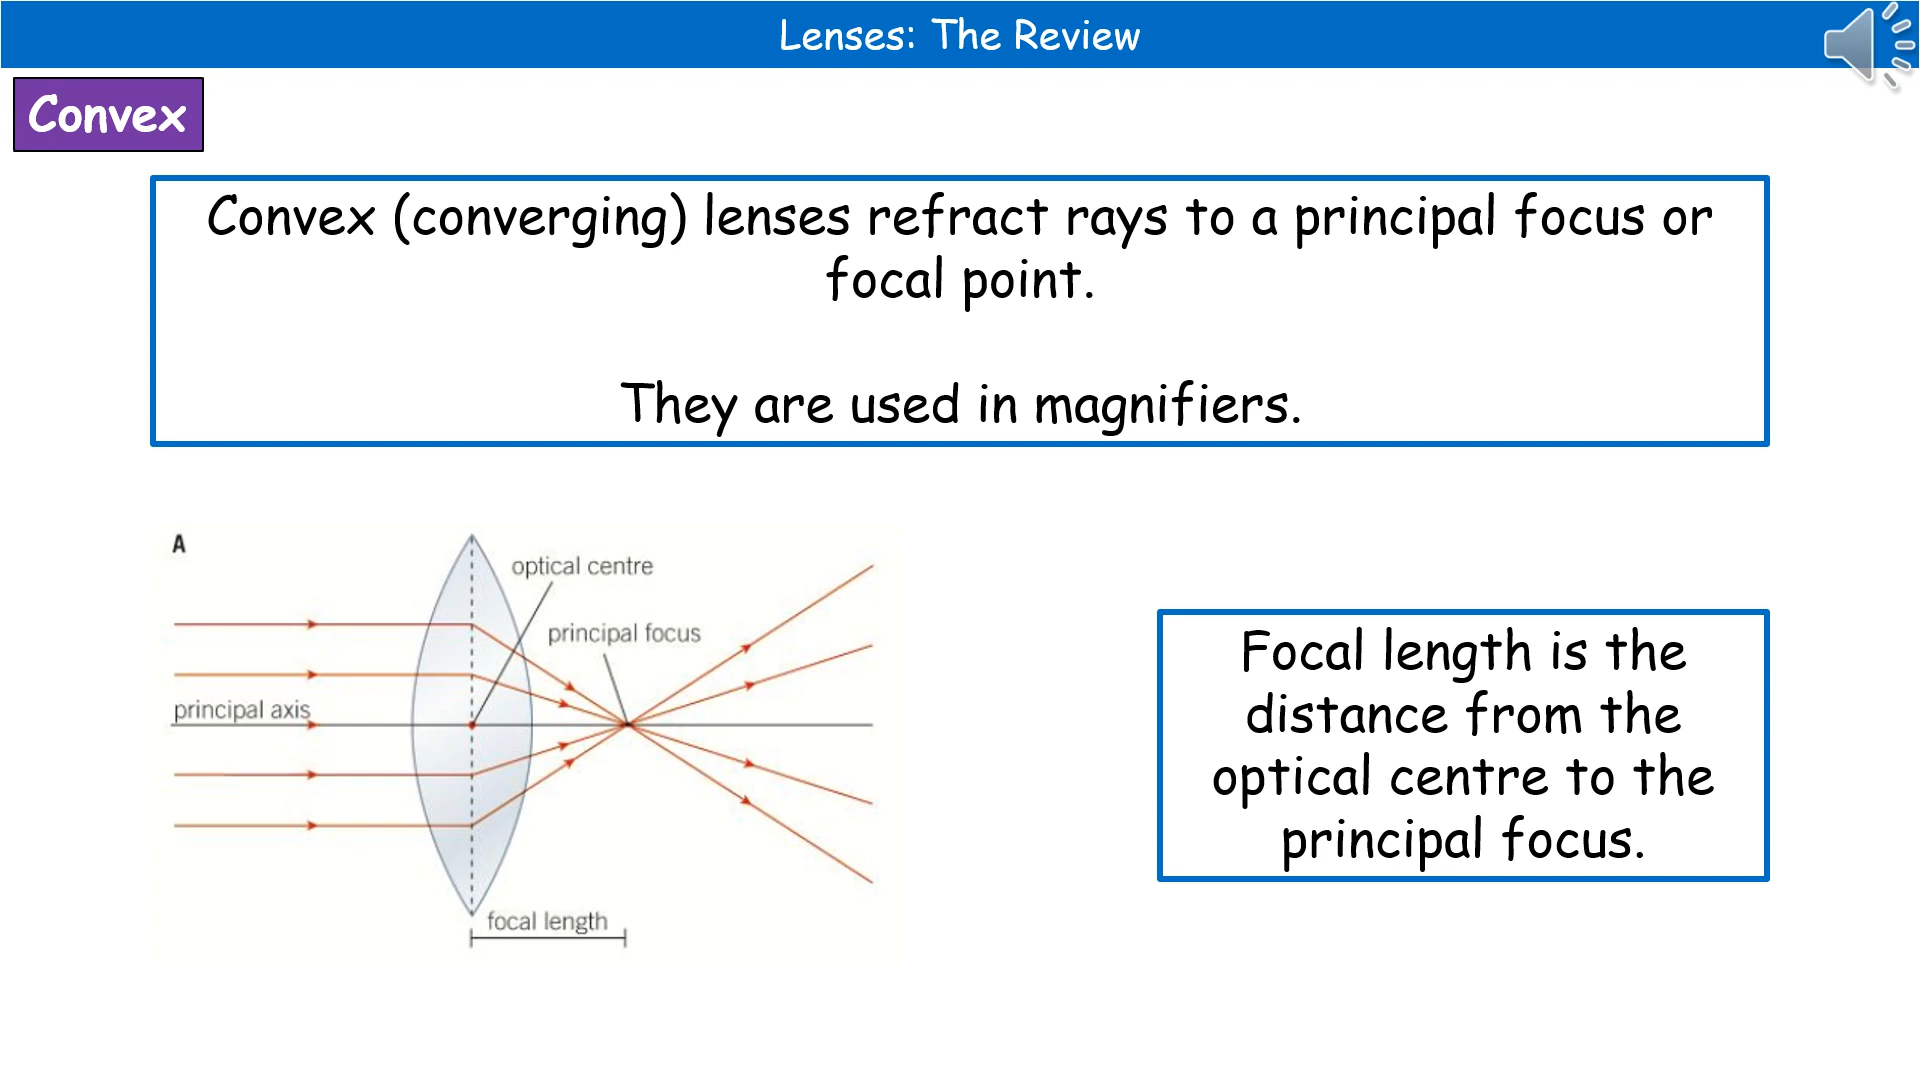 Lenses: The Review
Convex
Convex (converging) lenses refract rays to a principal focus or
focal point.
They are used in magnifiers.
A
optical centre
principal focus
principal axis
focal length
Focal length is the
distance from the
optical centre to the
principal focus.